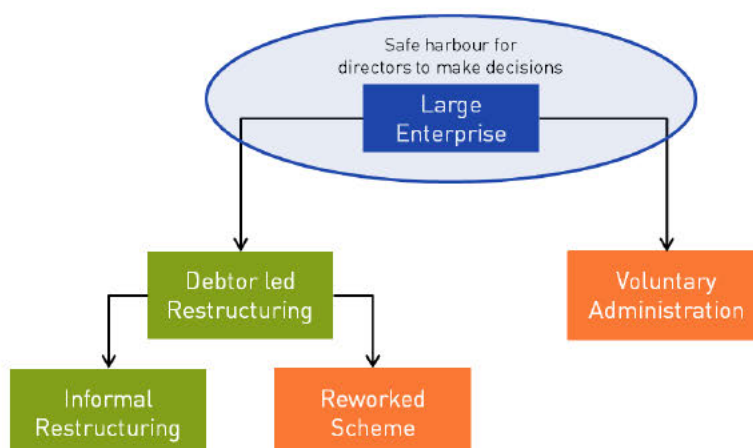 Safe harbour for
directors to make decisions
Large
Enterprise
Debtor led
Restructuring
Voluntary
Administration
Informal
Restructuring
Reworked
Scheme